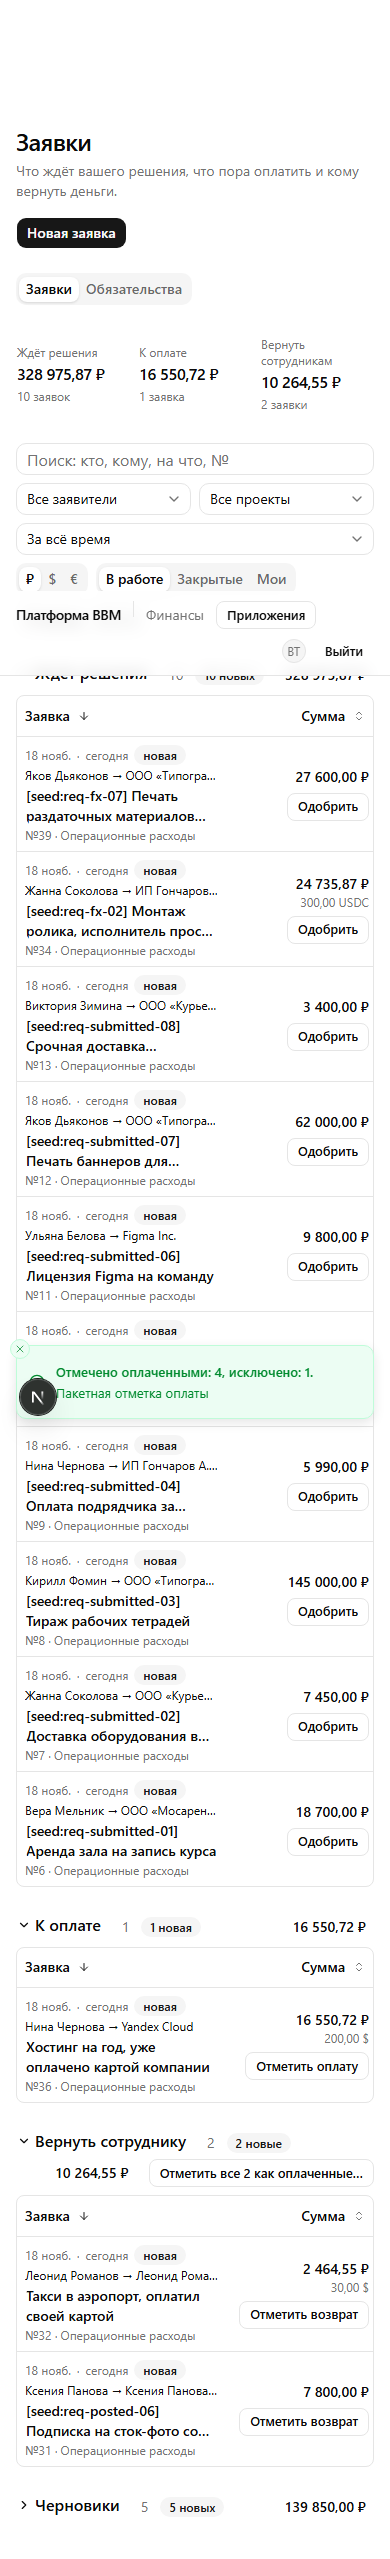 Заявки
Что ждёт вашего решения, что оплатить и кому
вернуть деньги.
Новая заявка
Заявки Обязательства
Ждёт решения
328 975,87 ₽
10 заявок
К оплате
16 550,72 ₽
1 заявка
Вернуть
сотрудникам
10 264,55 ₽
2 заявки
Поиск: кто, кому, на что, №
Все заявители Все проекты
За всё время
₽ $ € В работе Закрытые Мои
Платформа ВВМ Финансы Приложения
ВТ Выйти
Ждёт решения 10 10 новых 328 975,87 ₽
Заявка ↓ Сумма
18 нояб. · сегодня новая
Яков Дьяконов → ООО «Типогра...
[seed:req-fx-07] Печать
раздаточных материалов...
№39 · Операционные расходы
27 600,00 ₽
Одобрить
18 нояб. · сегодня новая
Жанна Соколова → ИП Гончаров...
[seed:req-fx-02] Монтаж
ролика, исполнитель прос...
№34 · Операционные расходы
24 735,87 ₽
300,00 USDC
Одобрить
18 нояб. · сегодня новая
Виктория Зимина → ООО «Курье...
[seed:req-submitted-08]
Срочная доставка...
№13 · Операционные расходы
3 400,00 ₽
Одобрить
18 нояб. · сегодня новая
Яков Дьяконов → ООО «Типогра...
[seed:req-submitted-07]
Печать баннеров для...
№12 · Операционные расходы
62 000,00 ₽
Одобрить
18 нояб. · сегодня новая
Ульяна Белова → Figma Inc.
[seed:req-submitted-06]
Лицензия Figma на команду
№11 · Операционные расходы
9 800,00 ₽
Одобрить
18 нояб. · сегодня новая
Отмечено оплаченными: 4, исключено: 1.
Пакетная отметка оплаты
N
18 нояб. · сегодня новая
Нина Чернова → ИП Гончаров А....
[seed:req-submitted-04]
Оплата подрядчика за...
№9 · Операционные расходы
5 990,00 ₽
Одобрить
18 нояб. · сегодня новая
Кирилл Фомин → ООО «Типогра...
[seed:req-submitted-03]
Тираж рабочих тетрадей
№8 · Операционные расходы
145 000,00 ₽
Одобрить
18 нояб. · сегодня новая
Жанна Соколова → ООО «Курье...
[seed:req-submitted-02]
Доставка оборудования в...
№7 · Операционные расходы
7 450,00 ₽
Одобрить
18 нояб. · сегодня новая
Вера Мельник → ООО «Мосарен...
[seed:req-submitted-01]
Аренда зала на запись курса
№6 · Операционные расходы
18 700,00 ₽
Одобрить
К оплате 1 1 новая 16 550,72 ₽
Заявка ↓ Сумма
18 нояб. · сегодня новая
Нина Чернова → Yandex Cloud
Хостинг на год, уже
оплачено картой компании
№36 · Операционные расходы
16 550,72 ₽
200,00 $
Отметить оплату
Вернуть сотруднику 2 2 новые
10 264,55 ₽ Отметить все 2 как оплаченные...
Заявка ↓ Сумма
18 нояб. · сегодня новая
Леонид Романов → Леонид Рома...
Такси в аэропорт, оплатил
своей картой
№32 · Операционные расходы
2 464,55 ₽
30,00 $
Отметить возврат
18 нояб. · сегодня новая
Ксения Панова → Ксения Панова...
[seed:req-posted-06]
Подписка на сток-фото со...
№31 · Операционные расходы
7 800,00 ₽
Отметить возврат
Черновики 5 5 новых 139 850,00 ₽